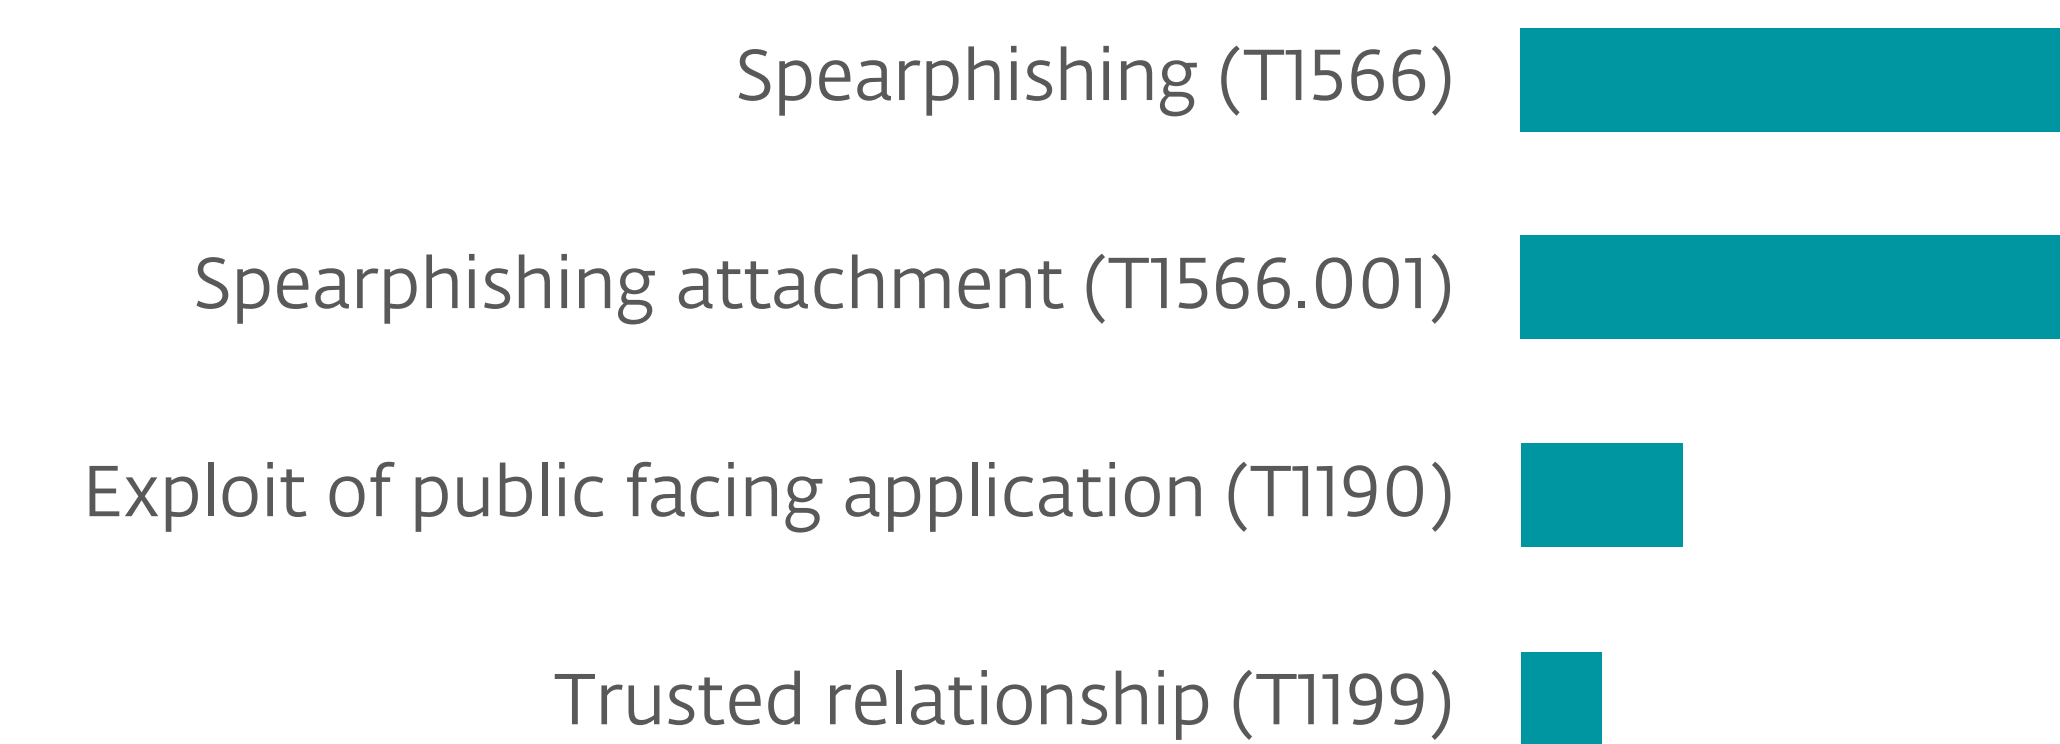 Spearphishing (T1566)
Spearphishing attachment (T1566.001)
Exploit of public facing application (T1190)
Trusted relationship (T1199)